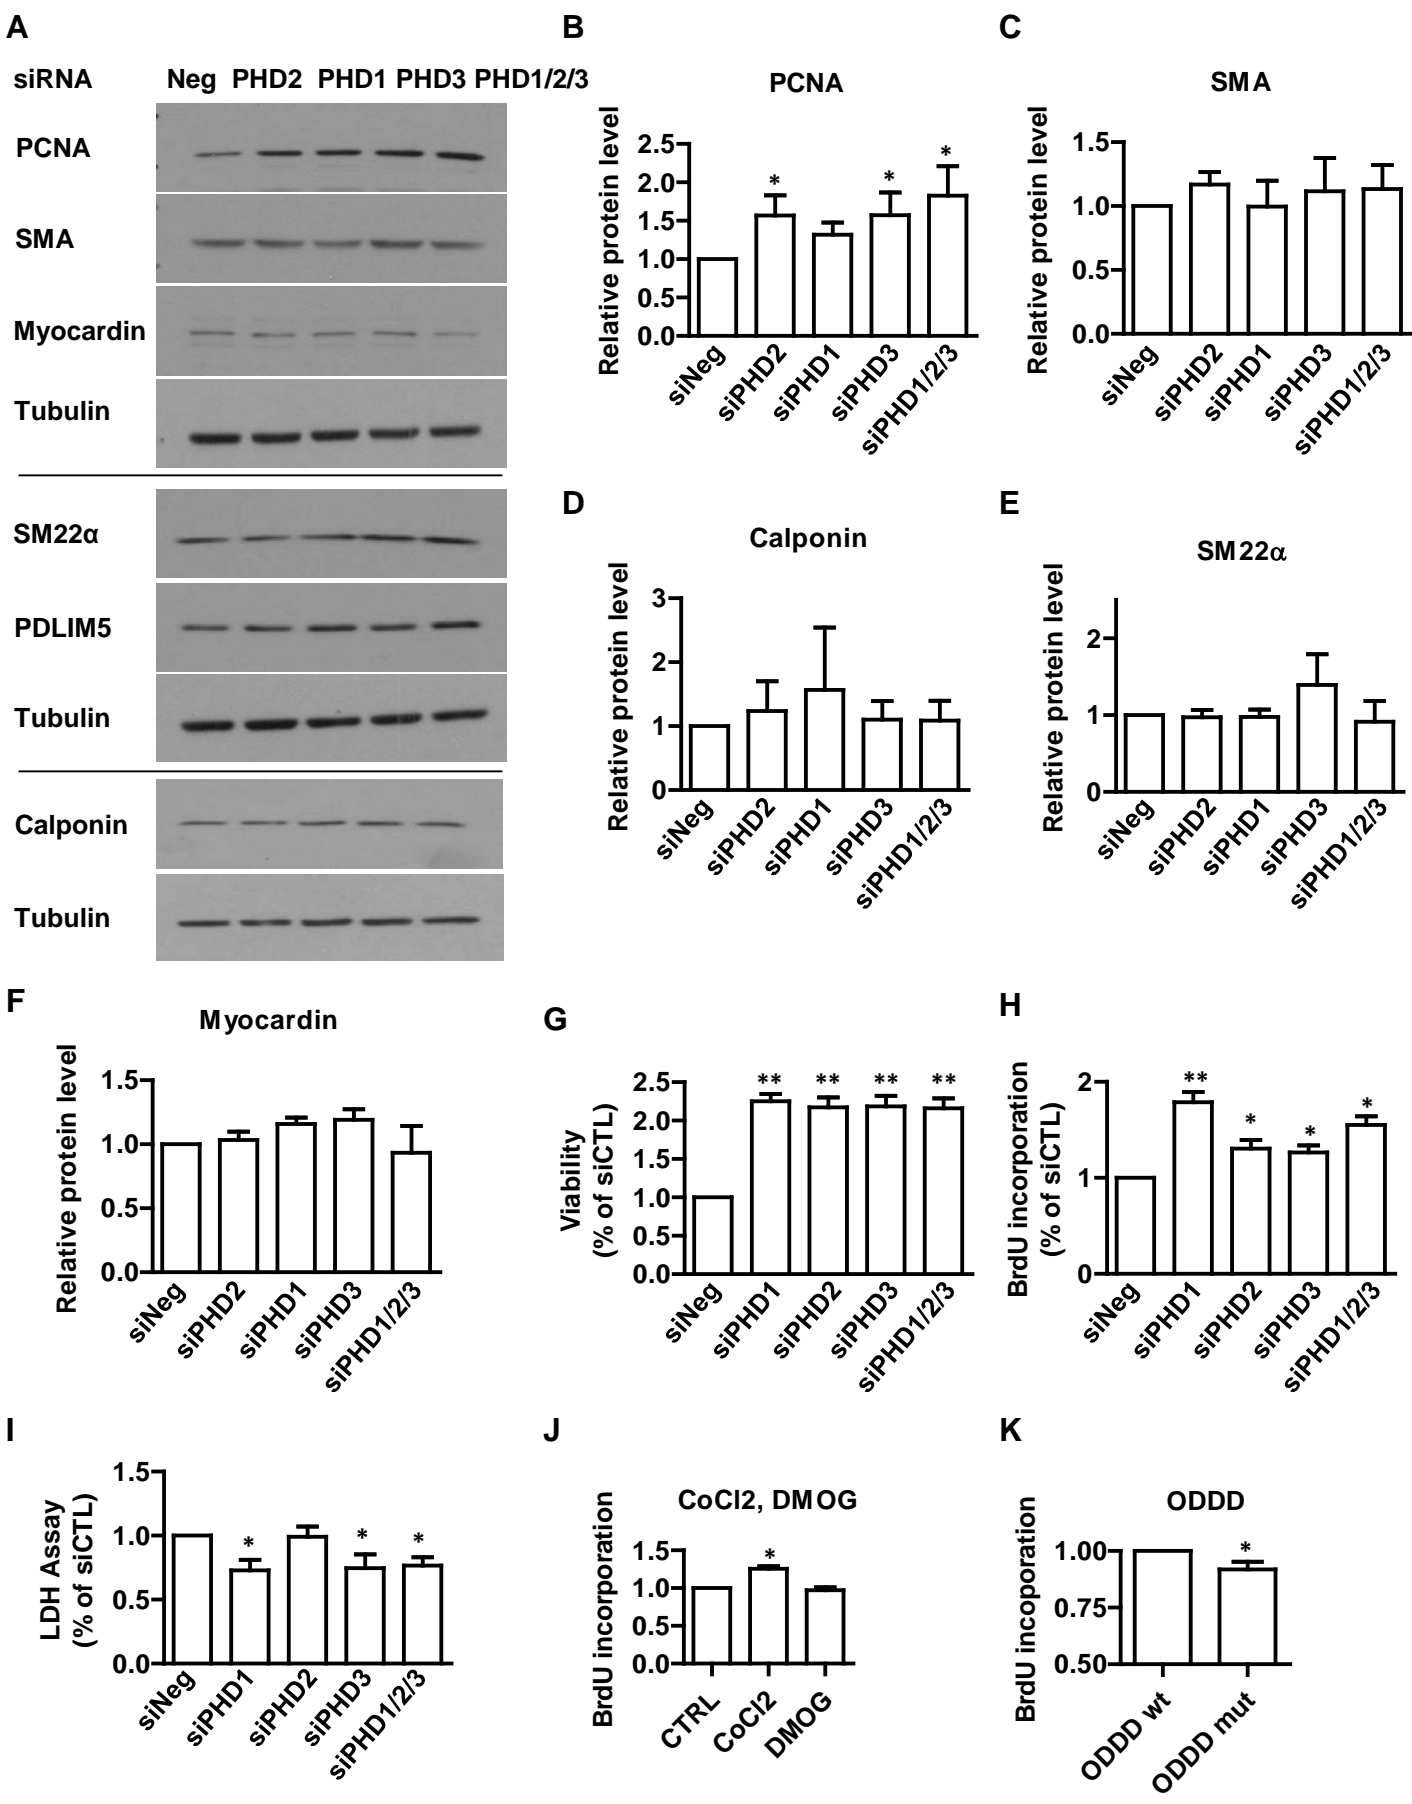 A
siRNA Neg PHD2 PHD1 PHD3 PHD1/2/3
PCNA
SMA
Myocardin
Tubulin
SM22α
PDLIM5
Tubulin
Calponin
Tubulin
B
PCNA
Relative protein level
2.5
2.0
1.5
1.0
0.5
0.0
* * *
siNeg siPHD2 siPHD1 siPHD3 siPHD1/2/3
C
SMA
Relative protein level
1.5
1.0
0.5
0.0
siNeg siPHD2 siPHD1 siPHD3 siPHD1/2/3
D
Calponin
Relative protein level
3
2
1
0
siNeg siPHD2 siPHD1 siPHD3 siPHD1/2/3
E
SM22α
Relative protein level
2
1
0
siNeg siPHD2 siPHD1 siPHD3 siPHD1/2/3
F
Myocardin
Relative protein level
1.5
1.0
0.5
0.0
siNeg siPHD2 siPHD1 siPHD3 siPHD1/2/3
G
Viability
(% of siCTL)
2.5
2.0
1.5
1.0
0.5
0.0
** ** ** **
siNeg siPHD1 siPHD2 siPHD3 siPHD1/2/3
H
BrdU incorporation
(% of siCTL)
2
1
0
** * * *
siNeg siPHD1 siPHD2 siPHD3 siPHD1/2/3
I
LDH Assay
(% of siCTL)
1.5
1.0
0.5
0.0
* * *
siNeg siPHD1 siPHD2 siPHD3 siPHD1/2/3
J
CoCl2, DMOG
BrdU incorporation
1.5
1.0
0.5
0.0
*
CTRL CoCl2 DMOG
K
ODDD
BrdU incoporation
1.00
0.75
0.50
*
ODDD wt ODDD mut